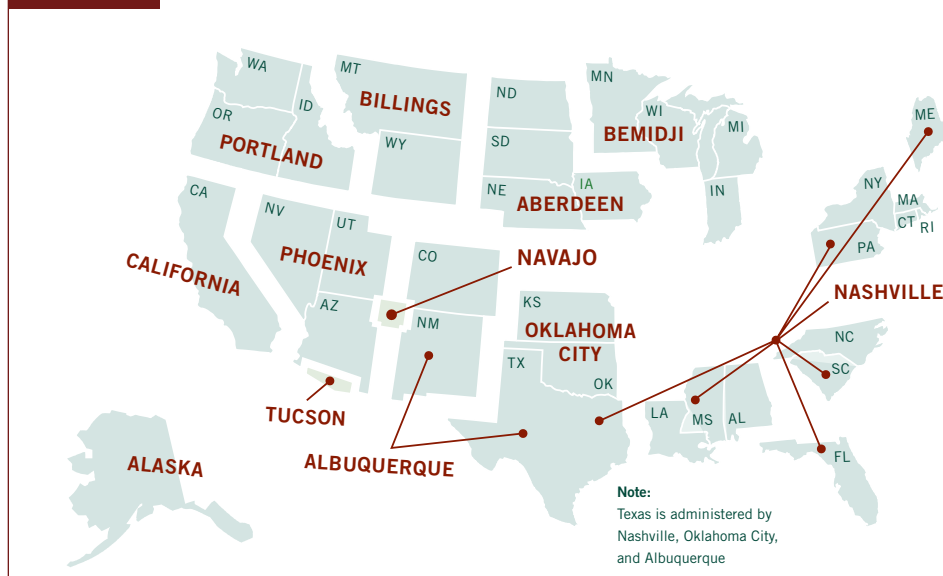 WA
MT
ID
OR
BILLINGS
PORTLAND
WY
ND
SD
NE
IA
ABERDEEN
MN
WI
MI
BEMIDJI
IN
ME
NY
MA
CT
RI
PA
CA
NV
UT
CO
CALIFORNIA
PHOENIX
NAVAJO
AZ
NM
NASHVILLE
KS
OKLAHOMA
CITY
TX
OK
NC
SC
LA
MS
AL
FL
TUCSON
ALBUQUERQUE
ALASKA
Note:
Texas is administered by
Nashville, Oklahoma City,
and Albuquerque